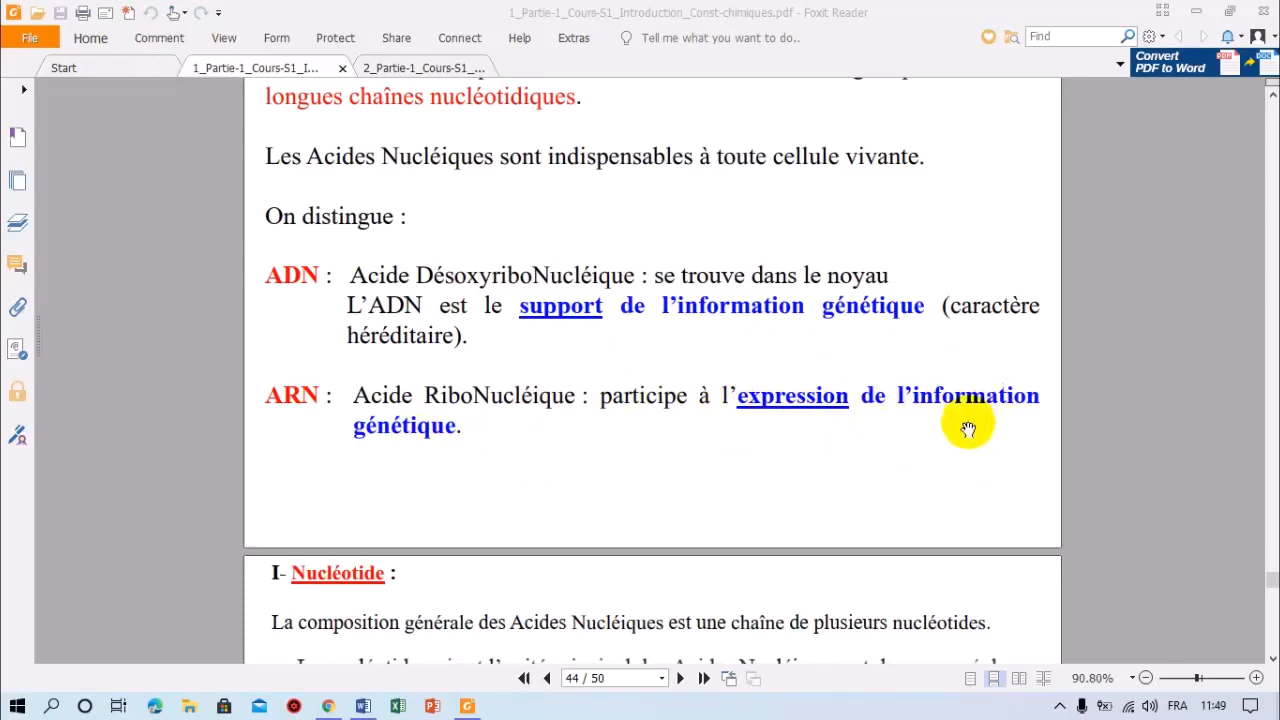 1_Partie-1_Cours-S1_Introduction_Const-chimiques.pdf - Foxit Reader
File Home Comment View Form Protect Share Connect Help Extras Tell me what you want to do.. Find
Start 1_Partie-1_Cours-S1_I... 2_Partie-1_Cours-S1_...
Convert
PDF to Word
longues chaînes nucléotidiques.
Les Acides Nucléiques sont indispensables à toute cellule vivante.
On distingue :
ADN : Acide DésoxyriboNucléique : se trouve dans le noyau
L'ADN est le support de l'information génétique (caractère
héréditaire).
ARN : Acide RiboNucléique : participe à l'expression de l'information
génétique.
I- Nucléotide :
La composition générale des Acides Nucléiques est une chaîne de plusieurs nucléotides.
44 / 50
90.80%
FRA 11:49